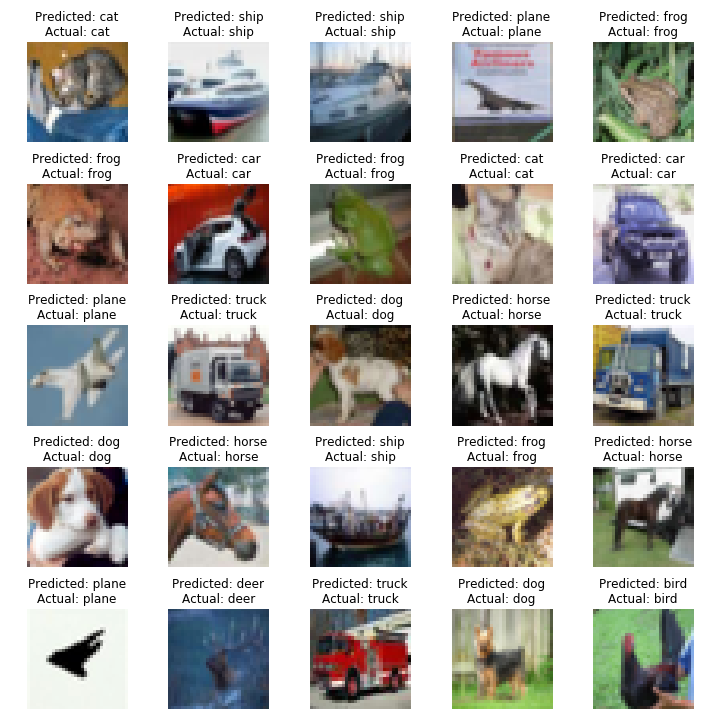 Predicted: cat
Actual: cat
Predicted: ship
Actual: ship
Predicted: ship
Actual: ship
Predicted: plane
Actual: plane
Predicted: frog
Actual: frog
Predicted: frog
Actual: frog
Predicted: car
Actual: car
Predicted: frog
Actual: frog
Predicted: cat
Actual: cat
Predicted: car
Actual: car
Predicted: plane
Actual: plane
Predicted: truck
Actual: truck
Predicted: dog
Actual: dog
Predicted: horse
Actual: horse
Predicted: truck
Actual: truck
Predicted: dog
Actual: dog
Predicted: horse
Actual: horse
Predicted: ship
Actual: ship
Predicted: frog
Actual: frog
Predicted: horse
Actual: horse
Predicted: plane
Actual: plane
Predicted: deer
Actual: deer
Predicted: truck
Actual: truck
Predicted: dog
Actual: dog
Predicted: bird
Actual: bird